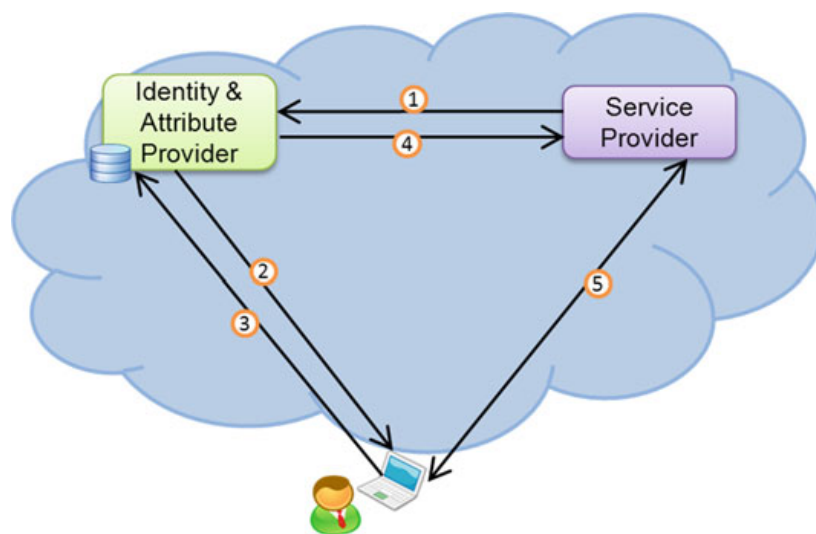 Identity &
Attribute
Provider
1
4
Service
Provider
2
3
5